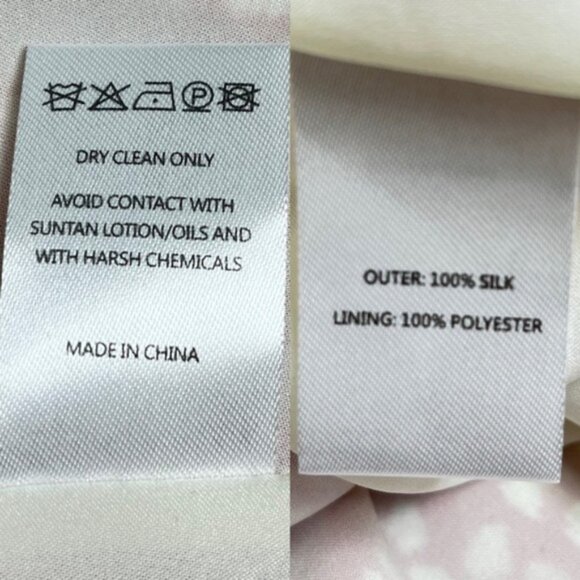 P
DRY CLEAN ONLY
AVOID CONTACT WITH
SUNTAN LOTION/OILS AND
WITH HARSH CHEMICALS
MADE IN CHINA
OUTER: 100% SILK
LINING: 100% POLYESTER